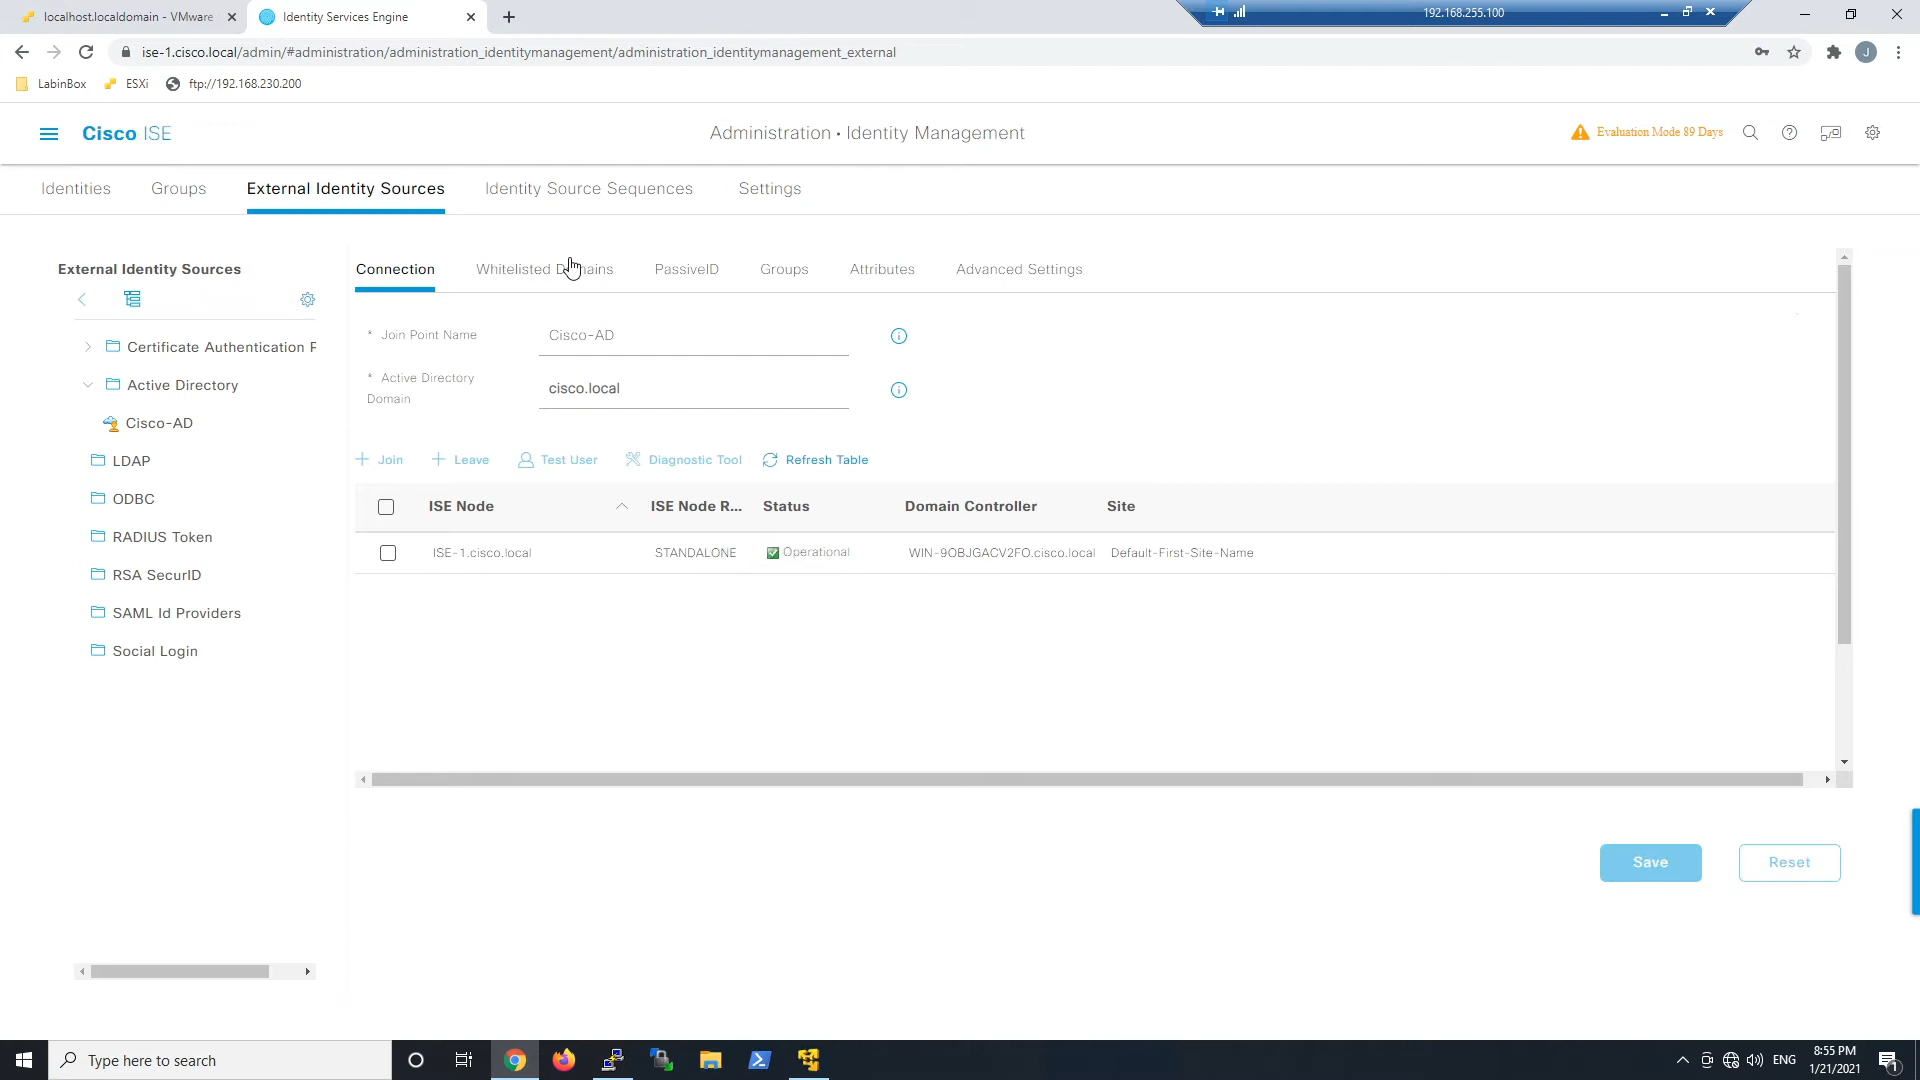 localhost.localdomain - VMware
Identity Services Engine
192.168.255.100
ise-1.cisco.local/admin/#administration/administration_identitymanagement/administration_identitymanagement_external
J
LabinBox
ESXi
ftp://192.168.230.200
Cisco ISE
Administration • Identity Management
Evaluation Mode 89 Days
Identities
Groups
External Identity Sources
Identity Source Sequences
Settings
External Identity Sources
Certificate Authentication P
Active Directory
Cisco-AD
LDAP
ODBC
RADIUS Token
RSA SecurID
SAML Id Providers
Social Login
Connection
Whitelisted Domains
PassiveID
Groups
Attributes
Advanced Settings
* Join Point Name
Cisco-AD
* Active Directory
Domain
cisco.local
Join
Leave
Test User
Diagnostic Tool
Refresh Table
ISE Node
ISE Node R...
Status
Domain Controller
Site
ISE-1.cisco.local
STANDALONE
Operational
WIN-9OBJGACV2FO.cisco.local
Default-First-Site-Name
Save
Reset
Type here to search
ENG
8:55 PM
1/21/2021
1